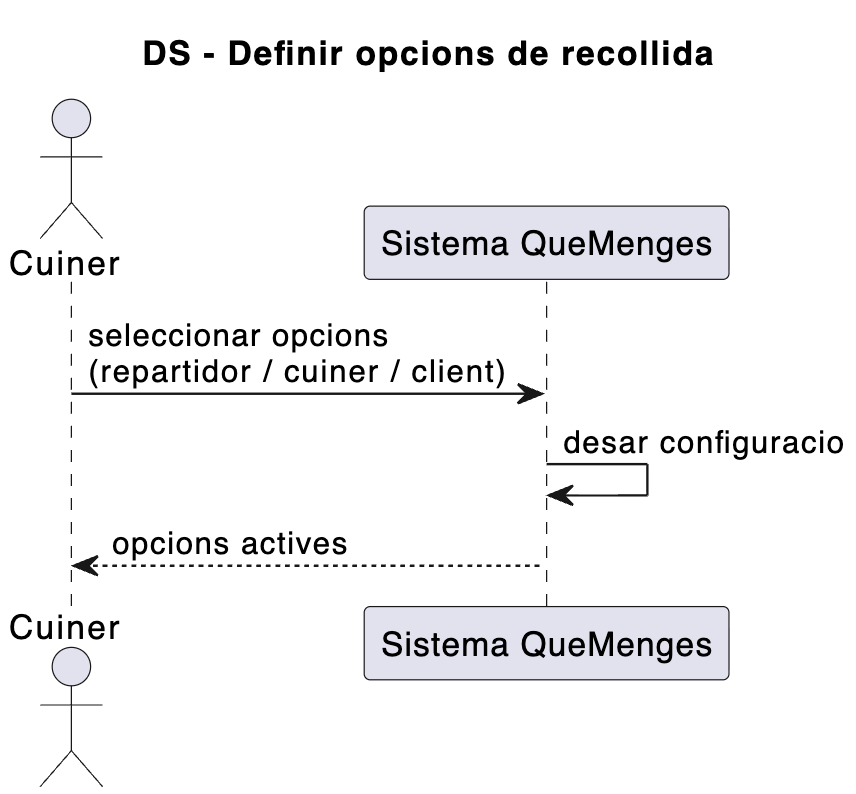 DS - Definir opcions de recollida
Cuiner
Sistema QueMenges
seleccionar opcions
(repartidor / cuiner / client)
desar configuracio
opcions actives
Cuiner
Sistema QueMenges